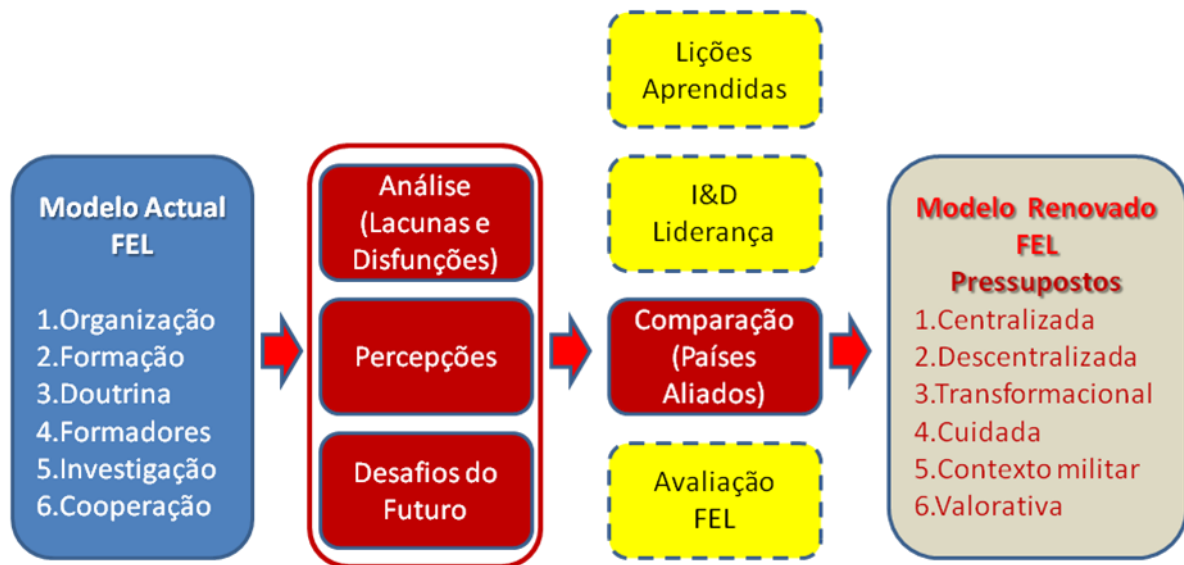 Modelo Actual
FEL
1.Organização
2.Formação
3.Doutrina
4.Formadores
5.Investigação
6.Cooperação
Análise
(Lacunas e
Disfunções)
Percepções
Desafios do
Futuro
Lições
Aprendidas
I&D
Liderança
Comparação
(Países
Aliados)
Avaliação
FEL
Modelo Renovado
FEL
Pressupostos
1.Centralizada
2.Descentralizada
3.Transformacional
4.Cuidada
5.Contexto militar
6.Valorativa